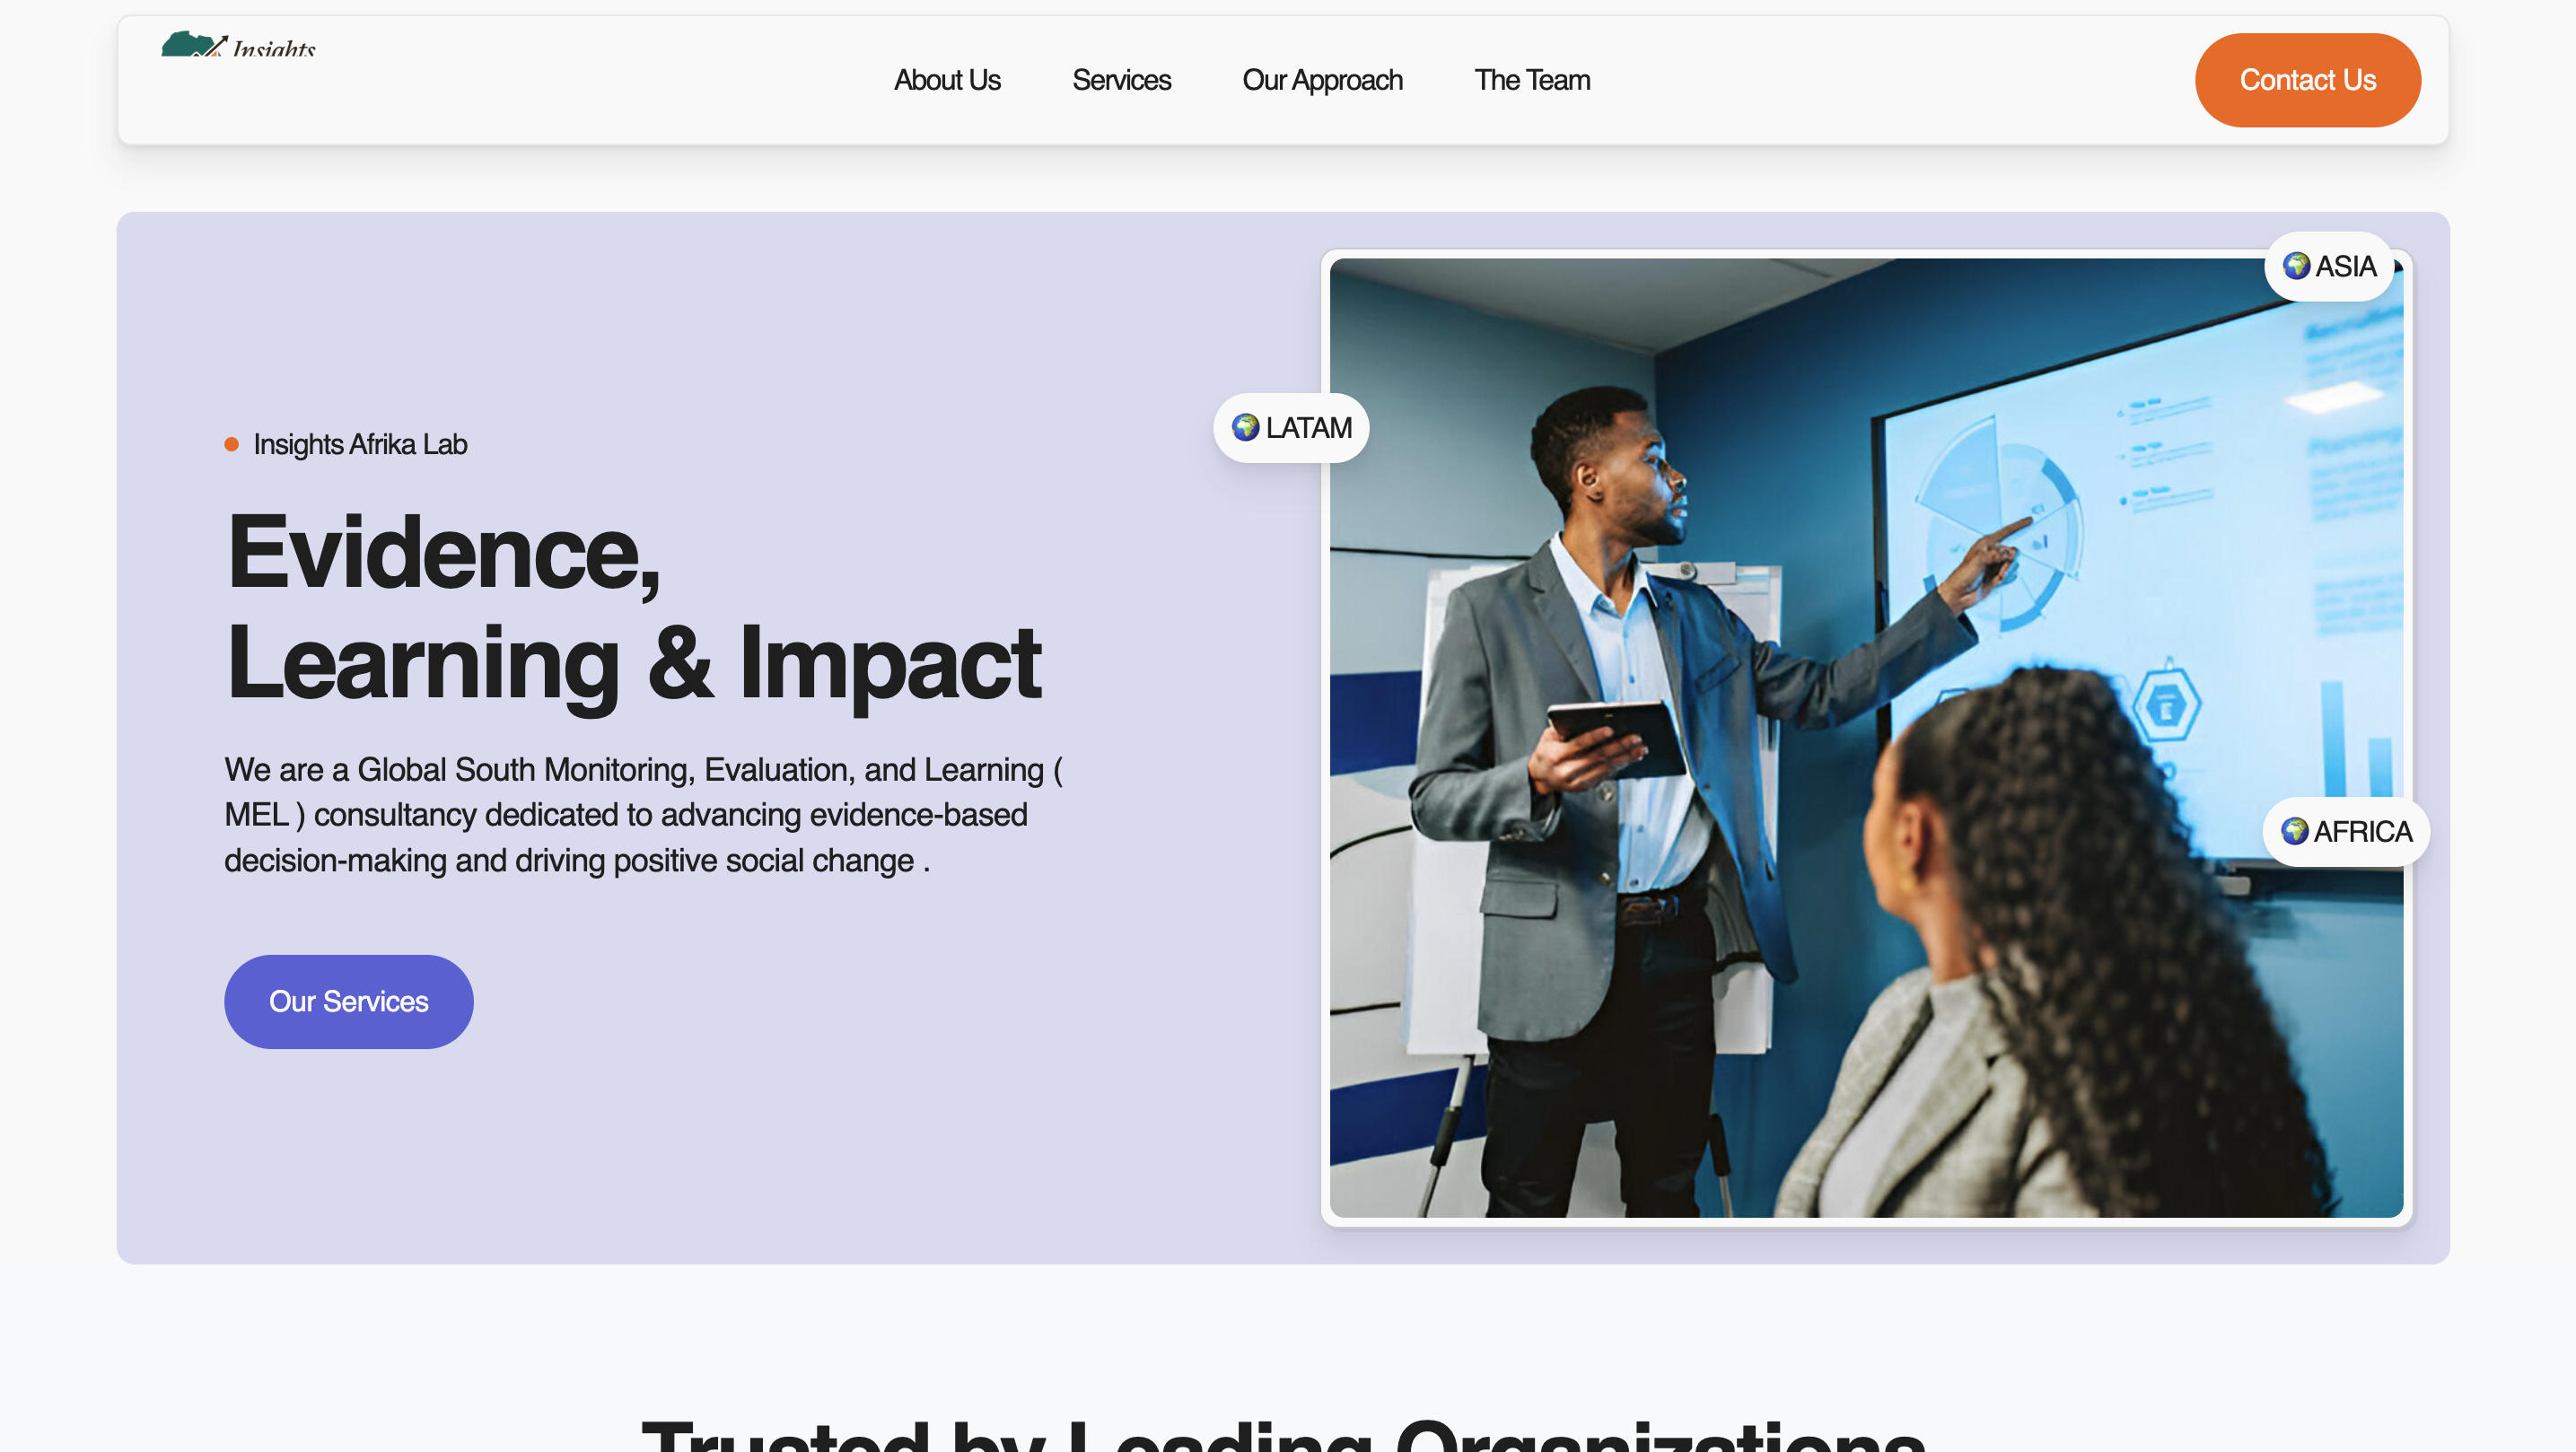 Insights
About Us
Services
Our Approach
The Team
Contact Us
🌍 ASIA
🌍 LATAM
Insights Afrika Lab
Evidence,
Learning & Impact
We are a Global South Monitoring, Evaluation, and Learning (
MEL ) consultancy dedicated to advancing evidence-based
decision-making and driving positive social change .
🌍 AFRICA
Our Services
Trusted by Leading Organizations